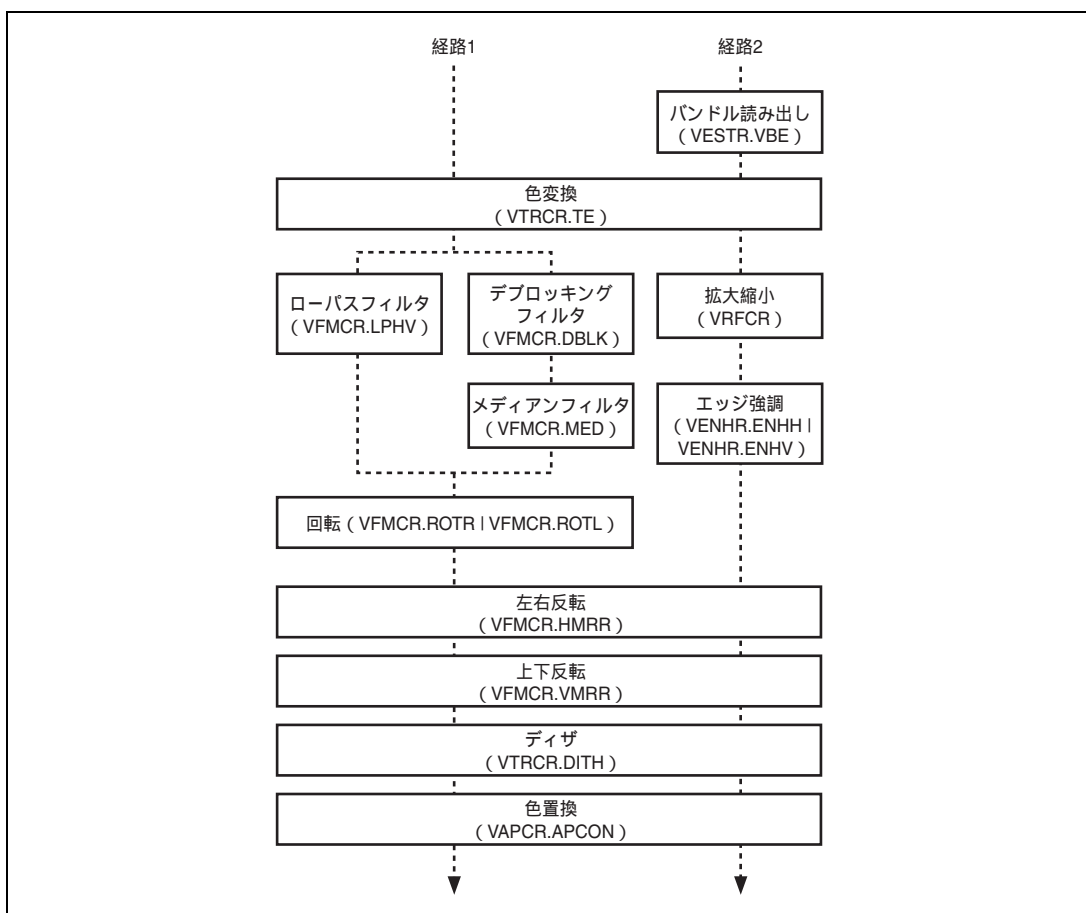 経路1
経路2
バンドル読み出し
（VESTR.VBE）
色変換
（VTRCR.TE）
ローパスフィルタ
（VFMCR.LPHV）
デブロッキング
フィルタ
（VFMCR.DBLK）
拡大縮小
（VRFCR）
メディアンフィルタ
（VFMCR.MED）
エッジ強調
（VENHR.ENHH |
VENHR.ENHV）
回転（VFMCR.ROTR | VFMCR.ROTL）
左右反転
（VFMCR.HMRR）
上下反転
（VFMCR.VMRR）
ディザ
（VTRCR.DITH）
色置換
（VAPCR.APCON）